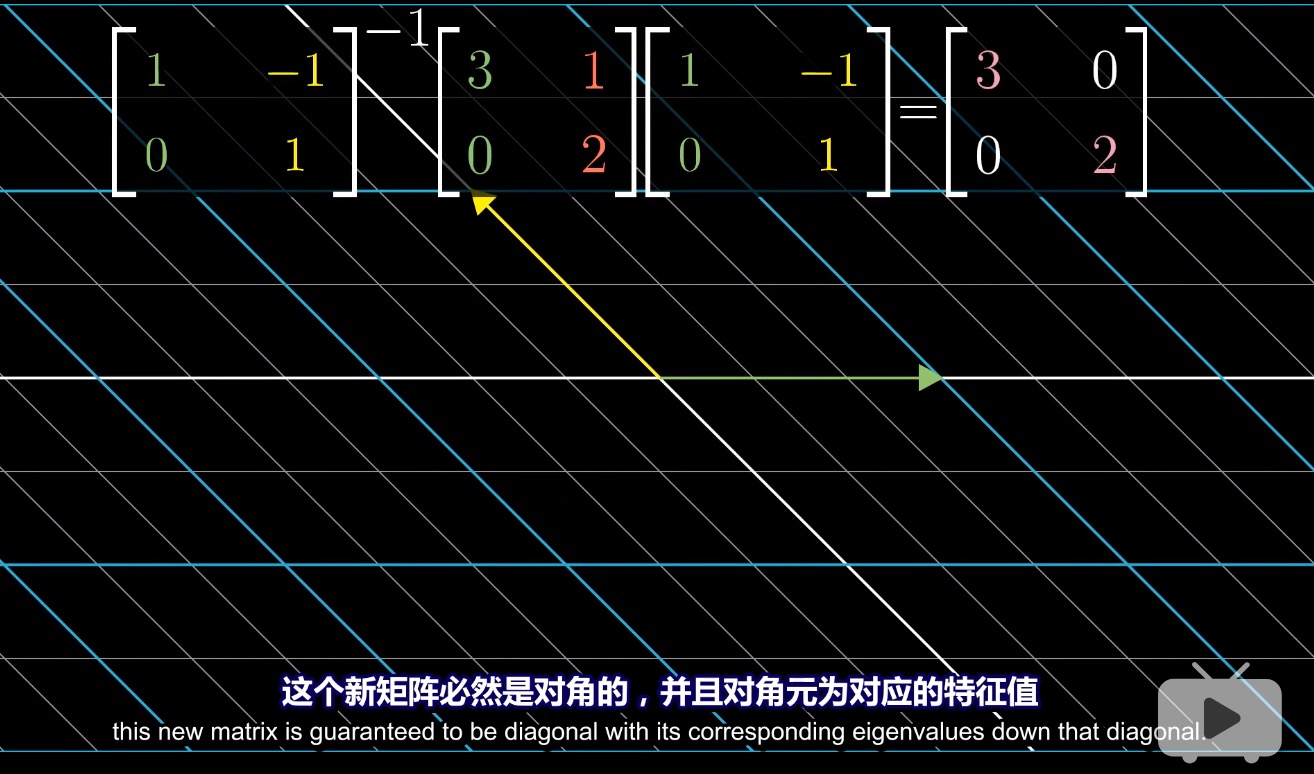 [1 −1; 0 1]⁻¹ [3 1; 0 2] [1 −1; 0 1] = [3 0; 0 2]
这个新矩阵必然是对角的，并且对角元为对应的特征值
this new matrix is guaranteed to be diagonal with its corresponding eigenvalues down that diagonal.